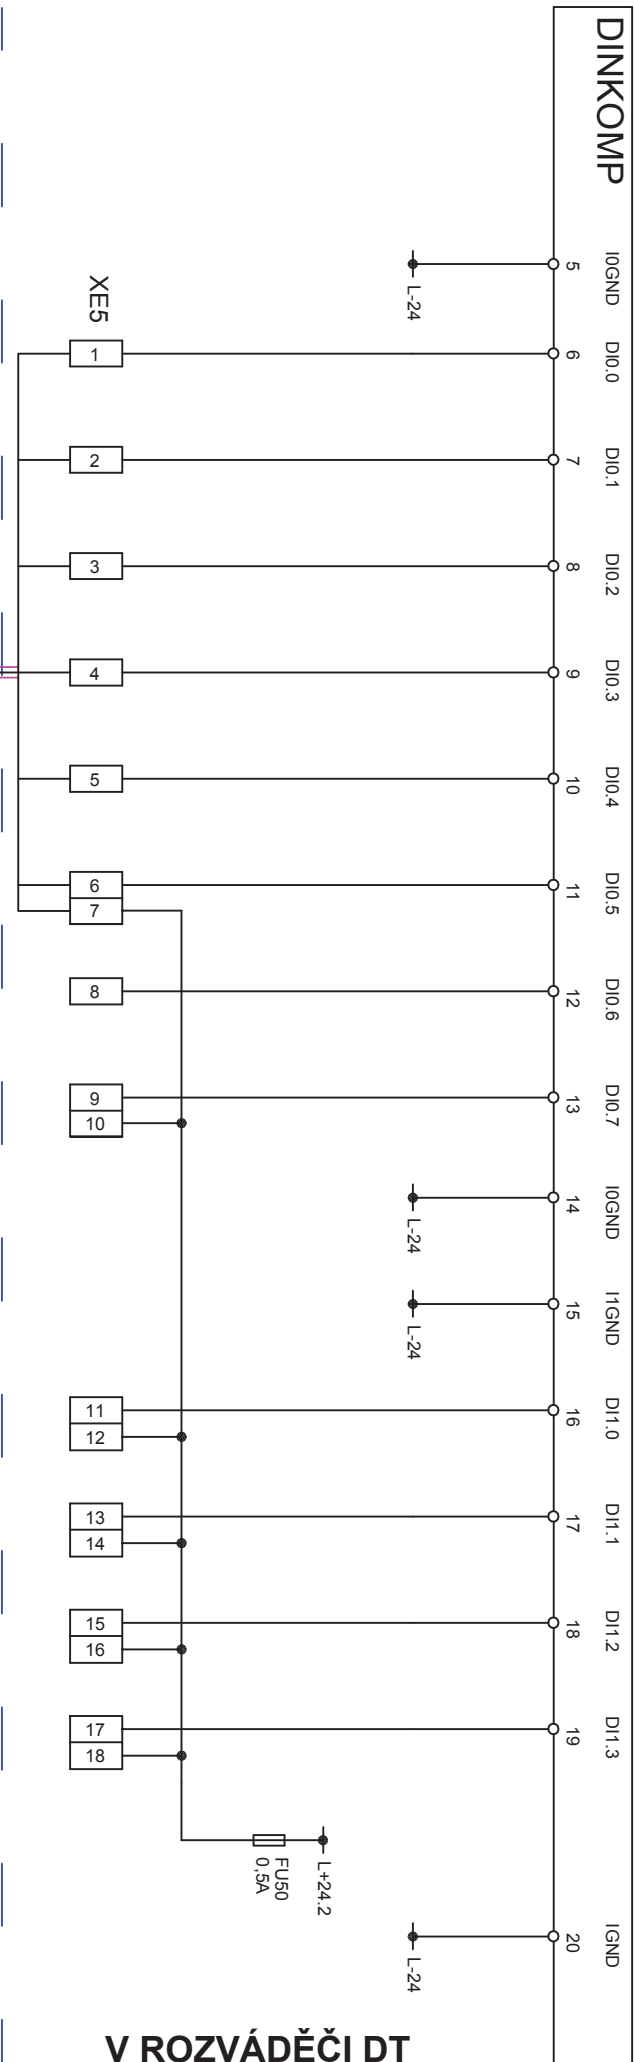 DINKOMP
I0GND
5
L-24
DI0.0
6
XE5
1
DI0.1
7
2
DI0.2
8
3
DI0.3
9
4
DI0.4
10
5
DI0.5
11
6
7
DI0.6
12
8
DI0.7
13
9
10
I0GND
14
L-24
I1GND
15
L-24
DI1.0
16
11
12
DI1.1
17
13
14
DI1.2
18
15
16
DI1.3
19
17
18
L+24.2
FU50
0,5A
IGND
20
L-24
V ROZVÁDĚČI DT